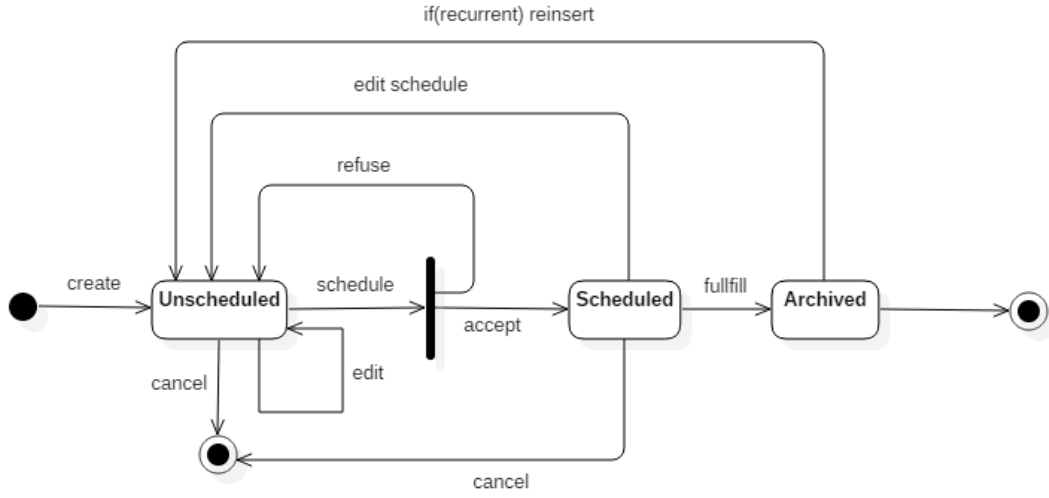 if(recurrent) reinsert
edit schedule
refuse
create
Unscheduled
schedule
accept
Scheduled
fullfill
Archived
edit
cancel
cancel